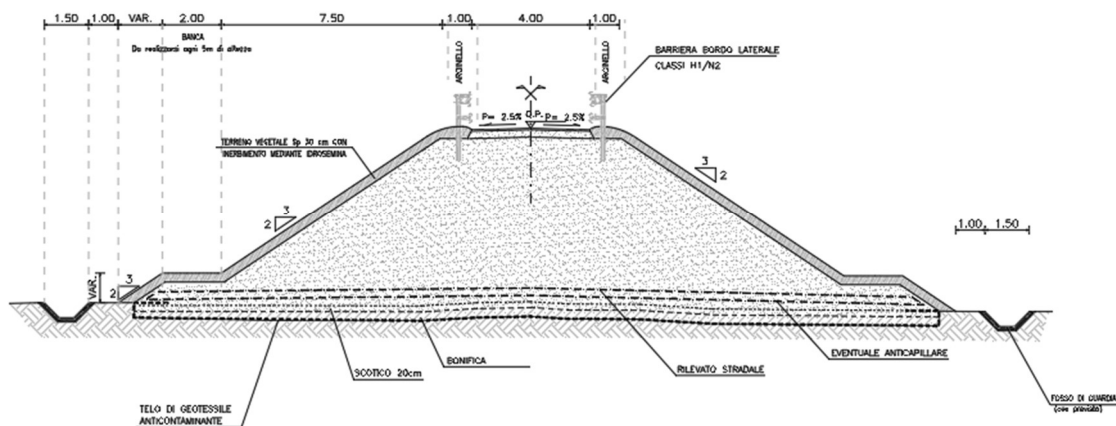 1.50 1.00 VAR. 2.00 7.50 1.00 4.00 1.00
BANCA
Da realizzarsi ogni 5m di altezza
ARGINELLO
ARGINELLO
BARRIERA BORDO LATERALE
CLASSI H1/N2
P= 2.5% Q.P. P= 2.5%
TERRENO VEGETALE Sp 30 cm CON
INERBIMENTO MEDIANTE IDROSEMINA
3
2
3
2
1.00 1.50
VAR.
3
2
BONIFICA
SCOTICO 20cm
RILEVATO STRADALE
EVENTUALE ANTICAPILLARE
TELO DI GEOTESSILE
ANTICONTAMINANTE
FOSSO DI GUARDIA
(ove previsto)